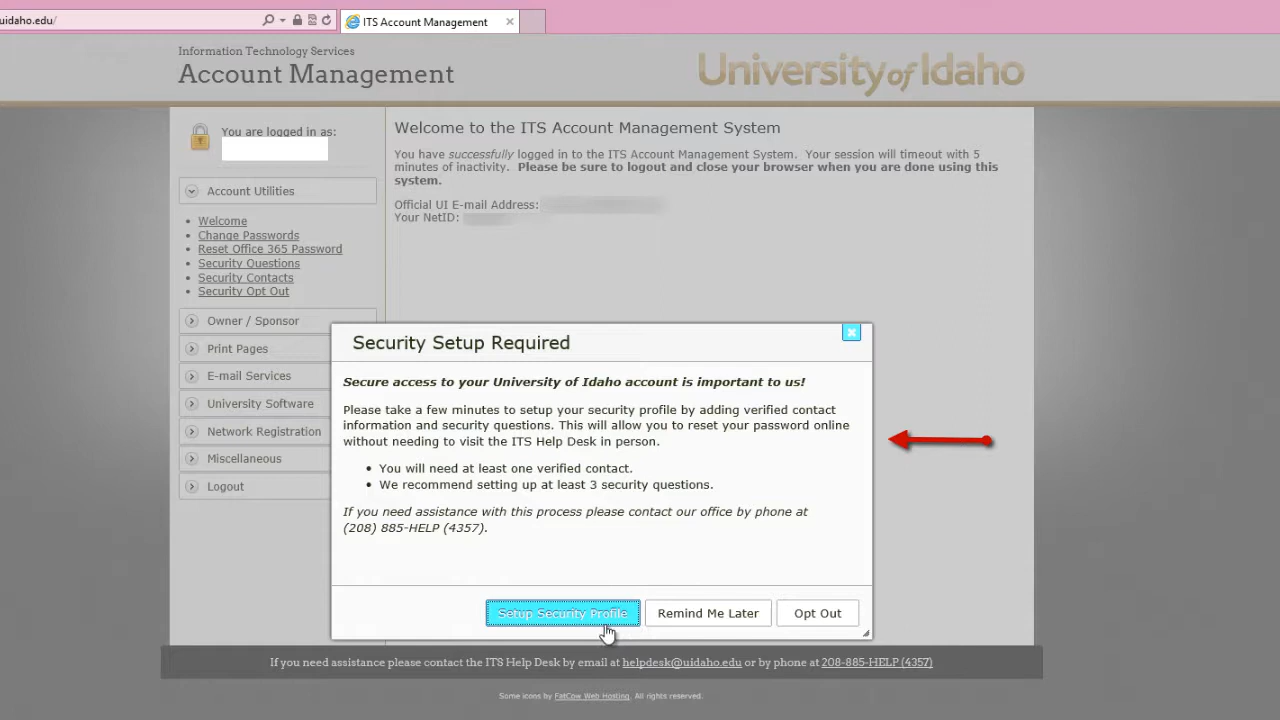 uidaho.edu/
ITS Account Management
Information Technology Services
Account Management
University of Idaho
You are logged in as:
Account Utilities
Welcome
Change Passwords
Reset Office 365 Password
Security Questions
Security Contacts
Security Opt Out
Owner / Sponsor
Print Pages
E-mail Services
University Software
Network Registration
Miscellaneous
Logout
Welcome to the ITS Account Management System
You have successfully logged in to the ITS Account Management System. Your session will timeout with 5
minutes of inactivity. Please be sure to logout and close your browser when you are done using this
system.
Official UI E-mail Address:
Your NetID:
Security Setup Required
Secure access to your University of Idaho account is important to us!
Please take a few minutes to setup your security profile by adding verified contact
information and security questions. This will allow you to reset your password online
without needing to visit the ITS Help Desk in person.
• You will need at least one verified contact.
• We recommend setting up at least 3 security questions.
If you need assistance with this process please contact our office by phone at
(208) 885-HELP (4357).
Setup Security Profile
Remind Me Later
Opt Out
If you need assistance please contact the ITS Help Desk by email at helpdesk@uidaho.edu or by phone at 208-885-HELP (4357)
Some icons by FatCow Web Hosting. All rights reserved.